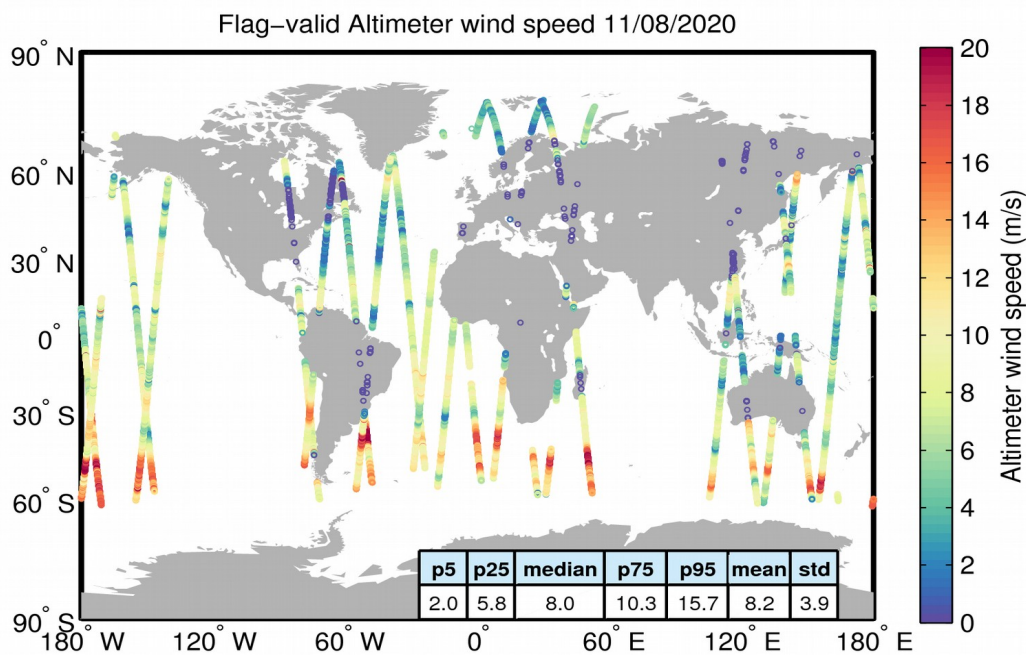 Flag−valid Altimeter wind speed 11/08/2020
90° N
60° N
30° N
0°
30° S
60° S
90° S
180° W
120° W
60° W
0°
60° E
120° E
180° E
p5 p25 median p75 p95 mean std
2.0 5.8 8.0 10.3 15.7 8.2 3.9
20
18
16
14
12
10
8
6
4
2
0
Altimeter wind speed (m/s)